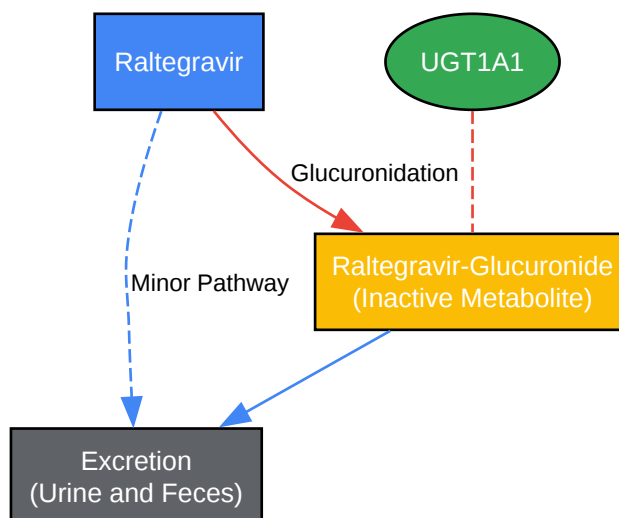 Raltegravir
UGT1A1
Glucuronidation
Raltegravir-Glucuronide
(Inactive Metabolite)
Minor Pathway
Excretion
(Urine and Feces)